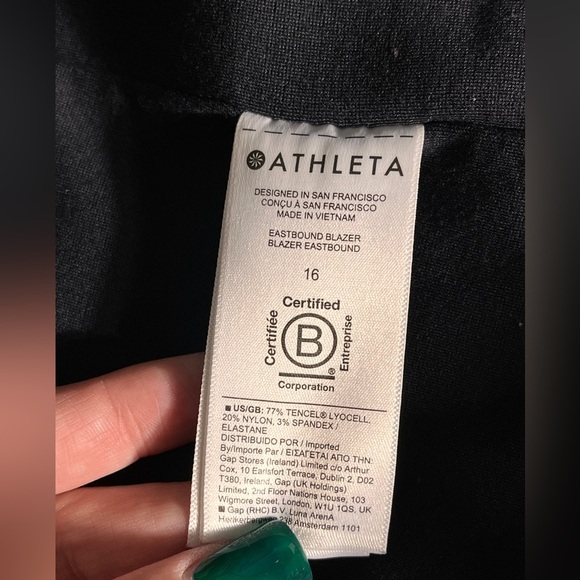 ATHLETA
DESIGNED IN SAN FRANCISCO
CONÇU À SAN FRANCISCO
MADE IN VIETNAM
EASTBOUND BLAZER
BLAZER EASTBOUND
16
Certified
Certifiée
B
Entreprise
®
Corporation
US/GB: 77% TENCEL® LYOCELL,
20% NYLON, 3% SPANDEX /
ELASTANE
DISTRIBUIDO POR / Imported
By/Importe Par / ΕΙΣΑΓΕΤΑΙ ΑΠΟ ΤΗΝ:
Gap Stores (Ireland) Limited c/o Arthur
Cox, 10 Earlsfort Terrace, Dublin 2, D02
T380, Ireland, Gap (UK Holdings)
Limited, 2nd Floor Nations House, 103
Wigmore Street, London, W1U 1QS, UK
Gap (RHC) B.V. Luna ArenA
Amsterdam 1101